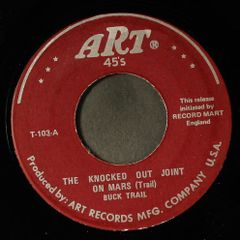 ART®
45's
T-103-A
This release
initiated by
RECORD MART
England
THE KNOCKED OUT JOINT
ON MARS (Trail)
BUCK TRAIL
Produced by: ART RECORDS MFG. COMPANY U.S.A.